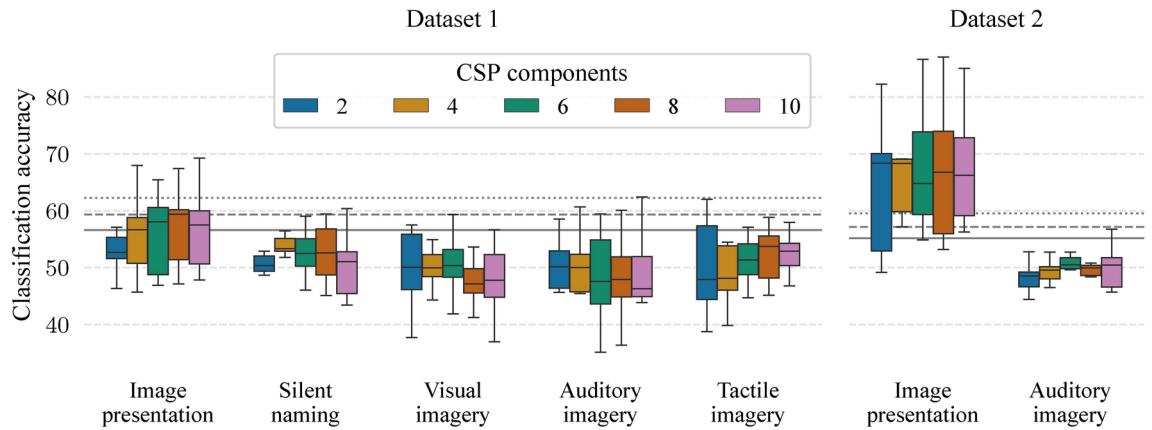 Dataset 1
Dataset 2
CSP components
2 4 6 8 10
Classification accuracy
80
70
60
50
40
Image presentation
Silent naming
Visual imagery
Auditory imagery
Tactile imagery
Image presentation
Auditory imagery